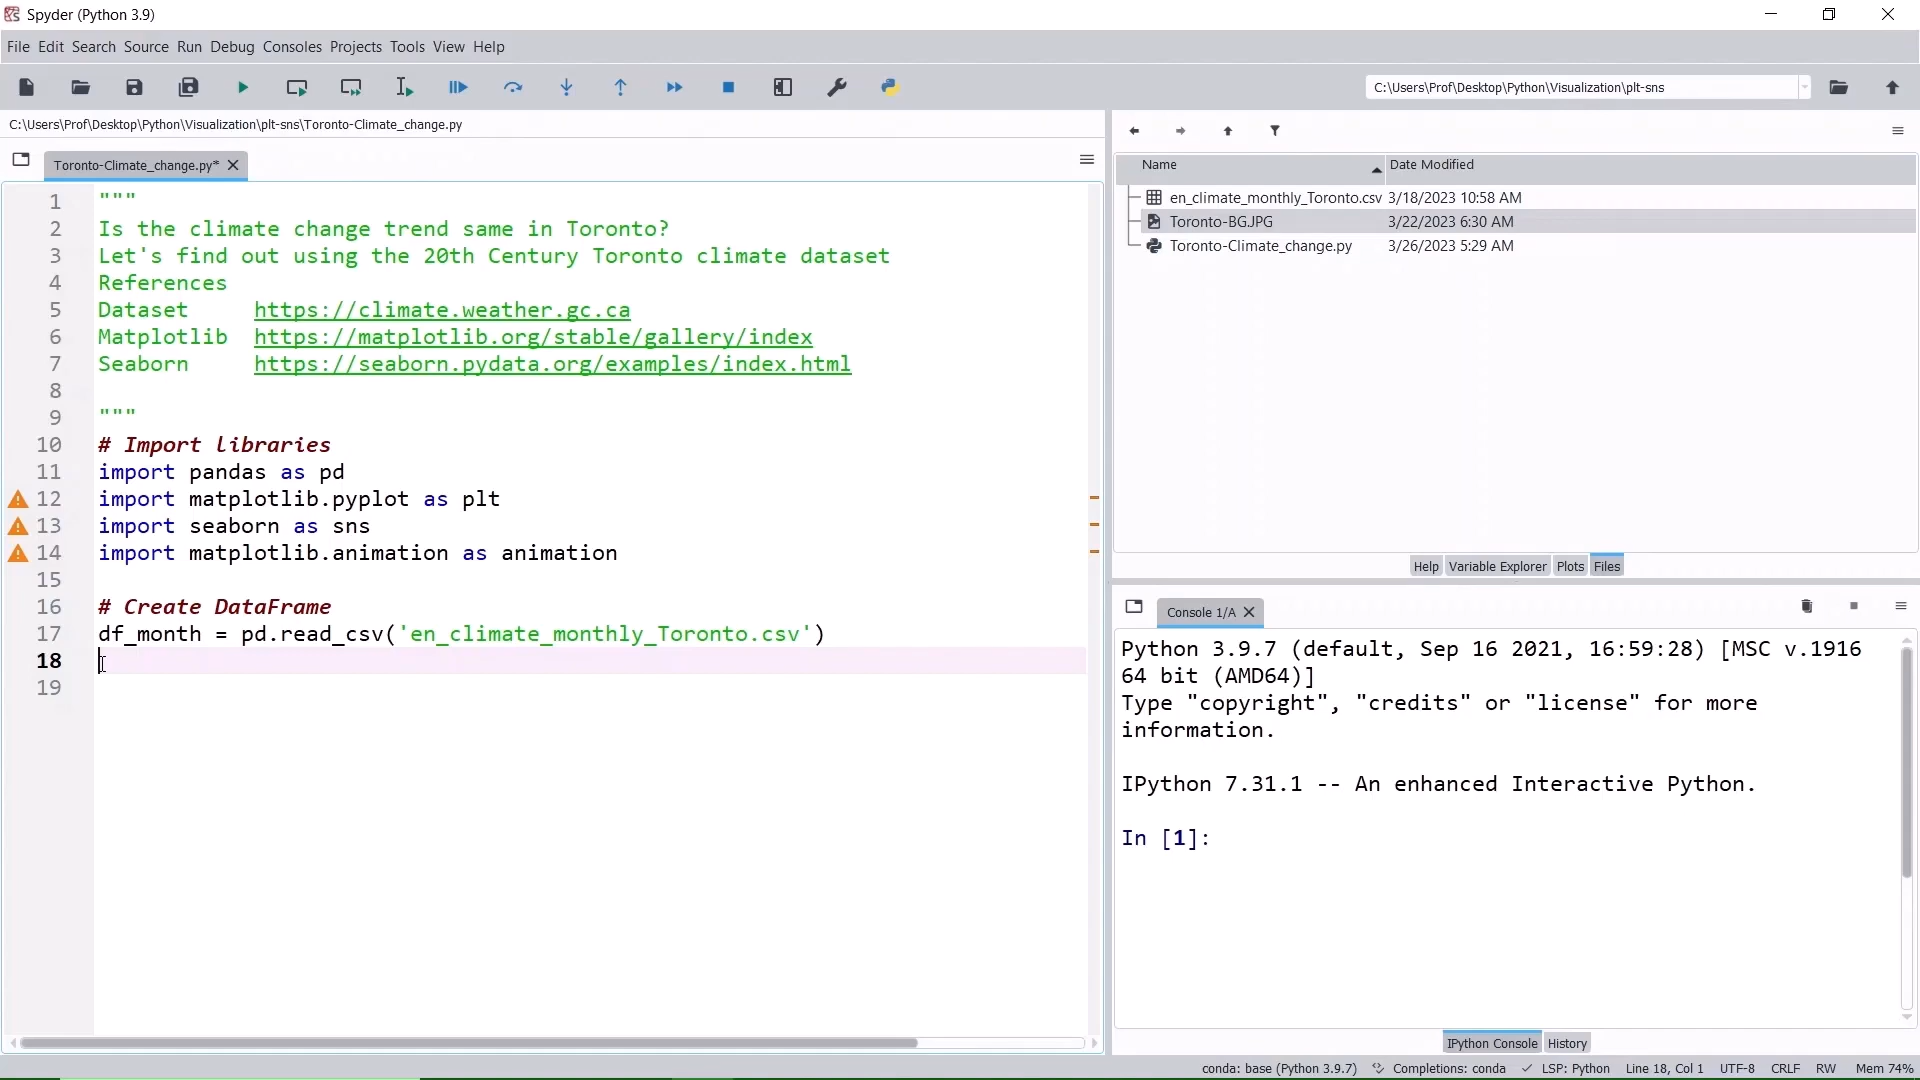 Spyder (Python 3.9)
File Edit Search Source Run Debug Consoles Projects Tools View Help
C:\Users\Prof\Desktop\Python\Visualization\plt-sns
C:\Users\Prof\Desktop\Python\Visualization\plt-sns\Toronto-Climate_change.py
Toronto-Climate_change.py*
1 """
2 Is the climate change trend same in Toronto?
3 Let's find out using the 20th Century Toronto climate dataset
4 References
5 Dataset https://climate.weather.gc.ca
6 Matplotlib https://matplotlib.org/stable/gallery/index
7 Seaborn https://seaborn.pydata.org/examples/index.html
8
9 """
10 # Import libraries
11 import pandas as pd
12 import matplotlib.pyplot as plt
13 import seaborn as sns
14 import matplotlib.animation as animation
15
16 # Create DataFrame
17 df_month = pd.read_csv('en_climate_monthly_Toronto.csv')
18
19
Name Date Modified
en_climate_monthly_Toronto.csv 3/18/2023 10:58 AM
Toronto-BG.JPG 3/22/2023 6:30 AM
Toronto-Climate_change.py 3/26/2023 5:29 AM
Help Variable Explorer Plots Files
Console 1/A
Python 3.9.7 (default, Sep 16 2021, 16:59:28) [MSC v.1916
64 bit (AMD64)]
Type "copyright", "credits" or "license" for more
information.
IPython 7.31.1 -- An enhanced Interactive Python.
In [1]:
IPython Console History
conda: base (Python 3.9.7) Completions: conda LSP: Python Line 18, Col 1 UTF-8 CRLF RW Mem 74%